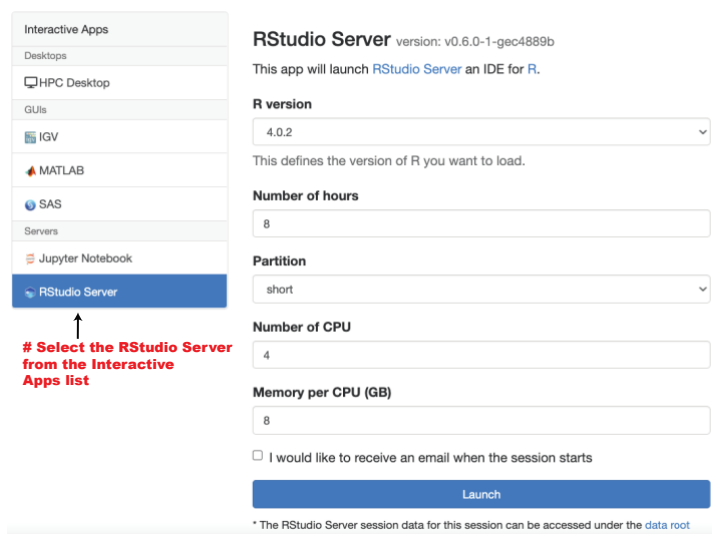 Interactive Apps
Desktops
HPC Desktop
GUIs
IGV
MATLAB
SAS
Servers
Jupyter Notebook
RStudio Server
# Select the RStudio Server
from the Interactive
Apps list
RStudio Server version: v0.6.0-1-gec4889b
This app will launch RStudio Server an IDE for R.
R version
4.0.2
This defines the version of R you want to load.
Number of hours
8
Partition
short
Number of CPU
4
Memory per CPU (GB)
8
I would like to receive an email when the session starts
Launch
* The RStudio Server session data for this session can be accessed under the data root